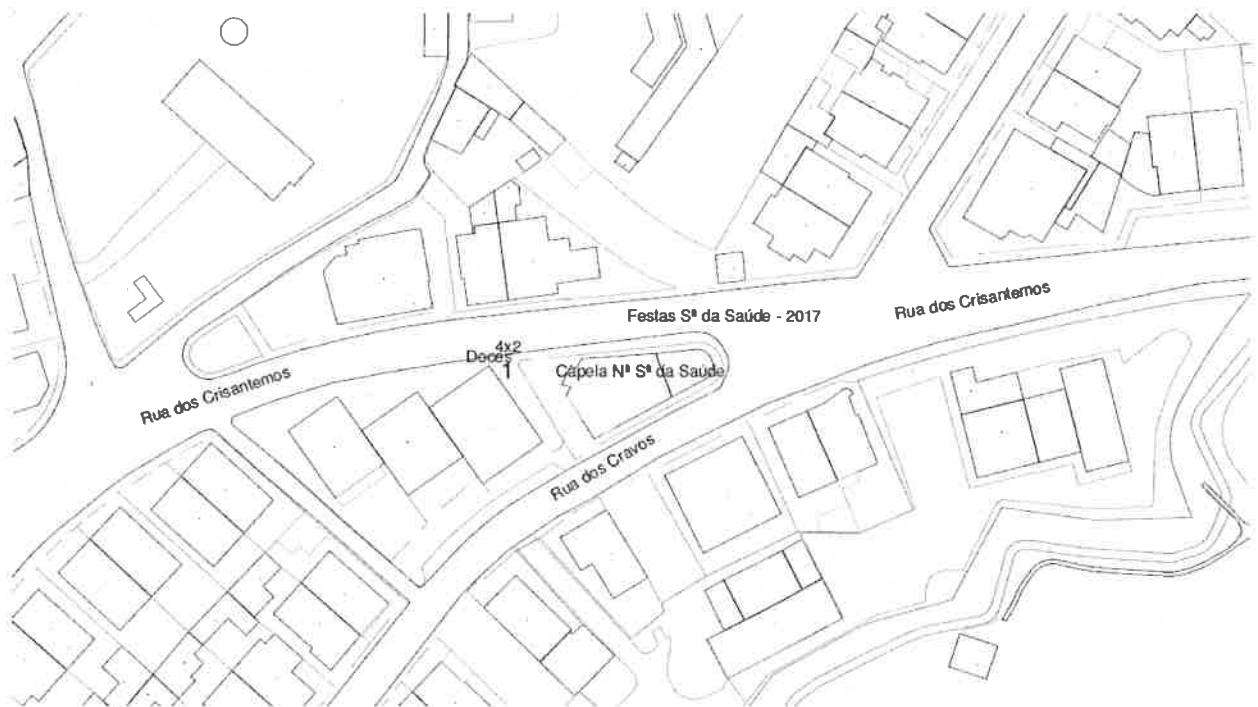 Rua dos Crisantemos
Festas Sª da Saúde - 2017
4x2
Doces
1
Capela Nª Sª da Saúde
Rua dos Crisantemos
Rua dos Cravos